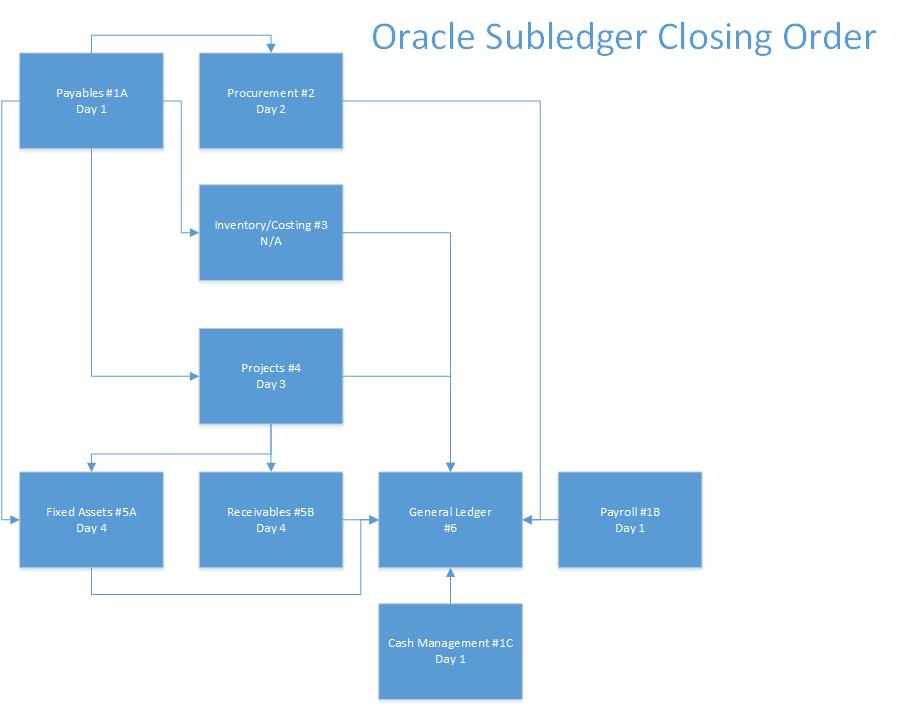 Oracle Subledger Closing Order
Payables #1A
Day 1
Procurement #2
Day 2
Inventory/Costing #3
N/A
Projects #4
Day 3
Fixed Assets #5A
Day 4
Receivables #5B
Day 4
General Ledger
#6
Payroll #1B
Day 1
Cash Management #1C
Day 1